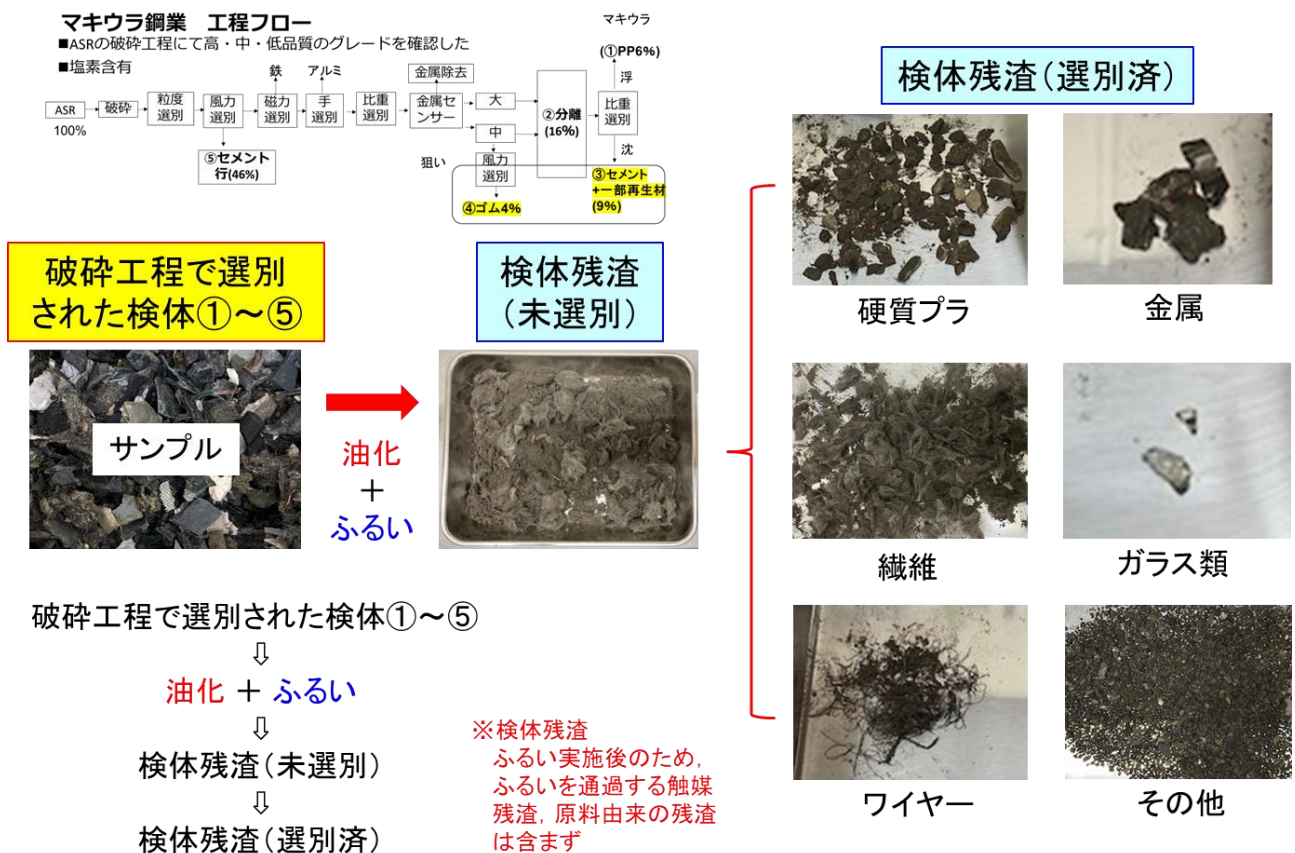 マキウラ鋼業　工程フロー
■ASRの破砕工程にて高・中・低品質のグレードを確認した
■塩素含有
マキウラ
(①PP6%)
鉄
アルミ
金属除去
浮
ASR
100%
破砕
粒度
選別
風力
選別
磁力
選別
手
選別
比重
選別
金属セ
ンサー
大
中
②分離
(16%)
比重
選別
⑤セメント
行(46%)
狙い
風力
選別
沈
④ゴム4%
③セメント
+一部再生材
(9%)
破砕工程で選別
された検体①～⑤
サンプル
油化
＋
ふるい
検体残渣
（未選別）
検体残渣（選別済）
硬質プラ
金属
繊維
ガラス類
ワイヤー
その他
破砕工程で選別された検体①～⑤
⇩
油化 ＋ ふるい
⇩
検体残渣（未選別）
⇩
検体残渣（選別済）
※検体残渣
ふるい実施後のため，
ふるいを通過する触媒
残渣，原料由来の残渣
は含まず